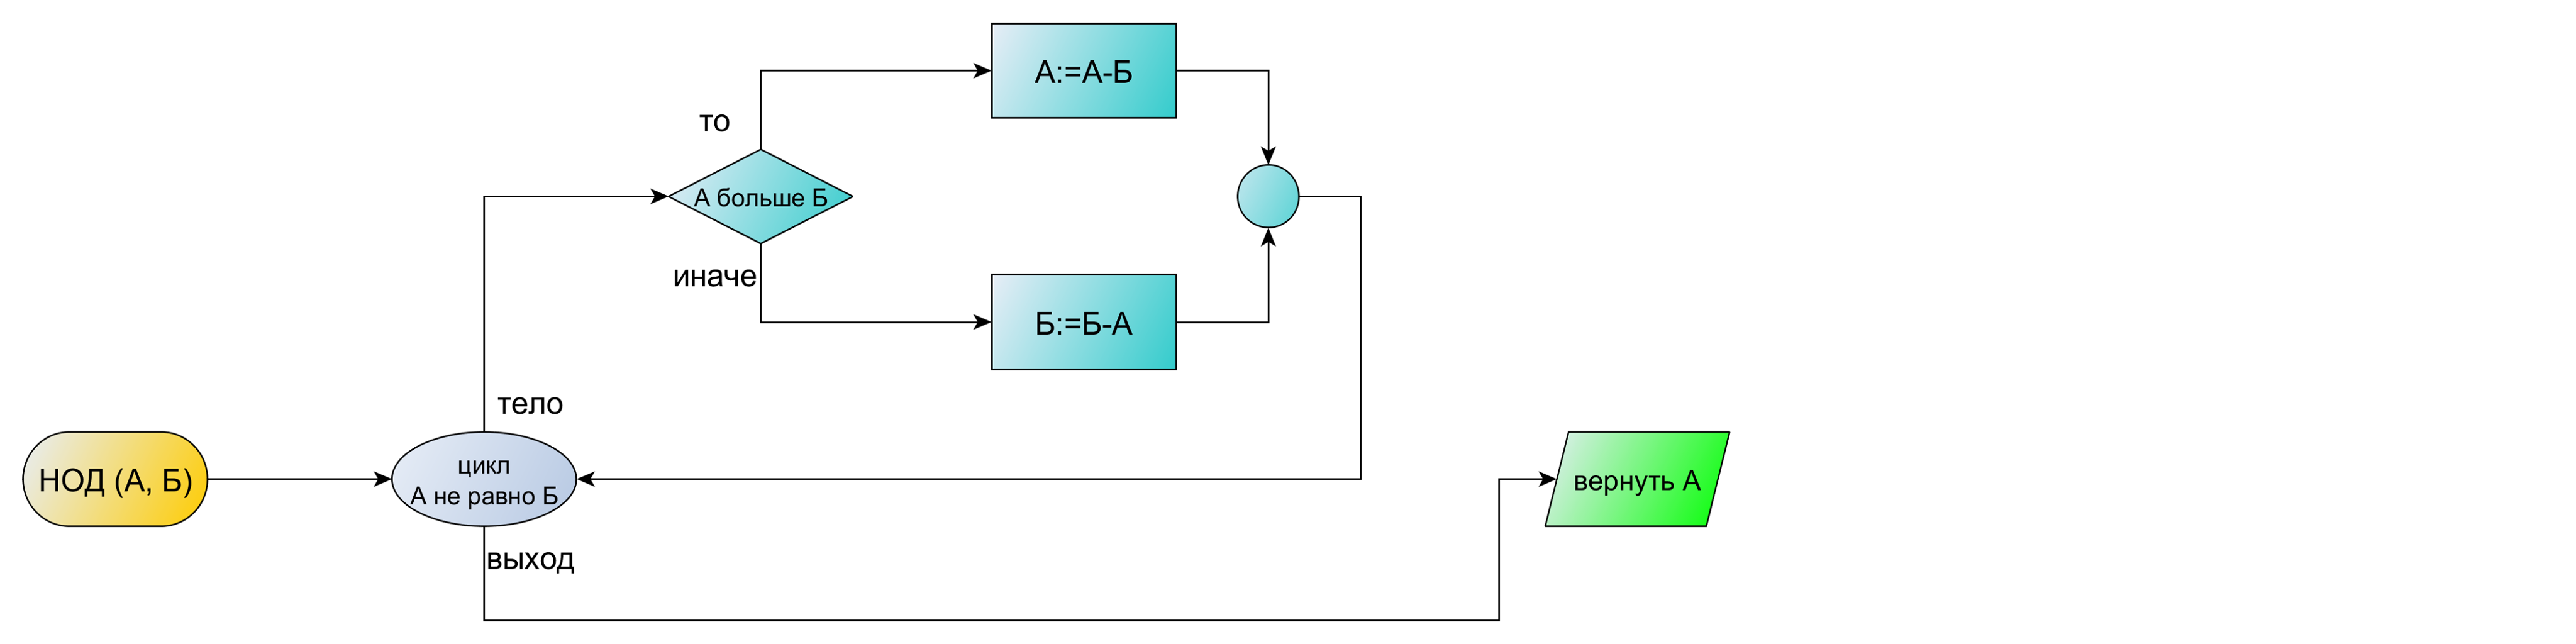 А:=А-Б
то
А больше Б
иначе
Б:=Б-А
тело
НОД (А, Б)
цикл
А не равно Б
вернуть А
выход